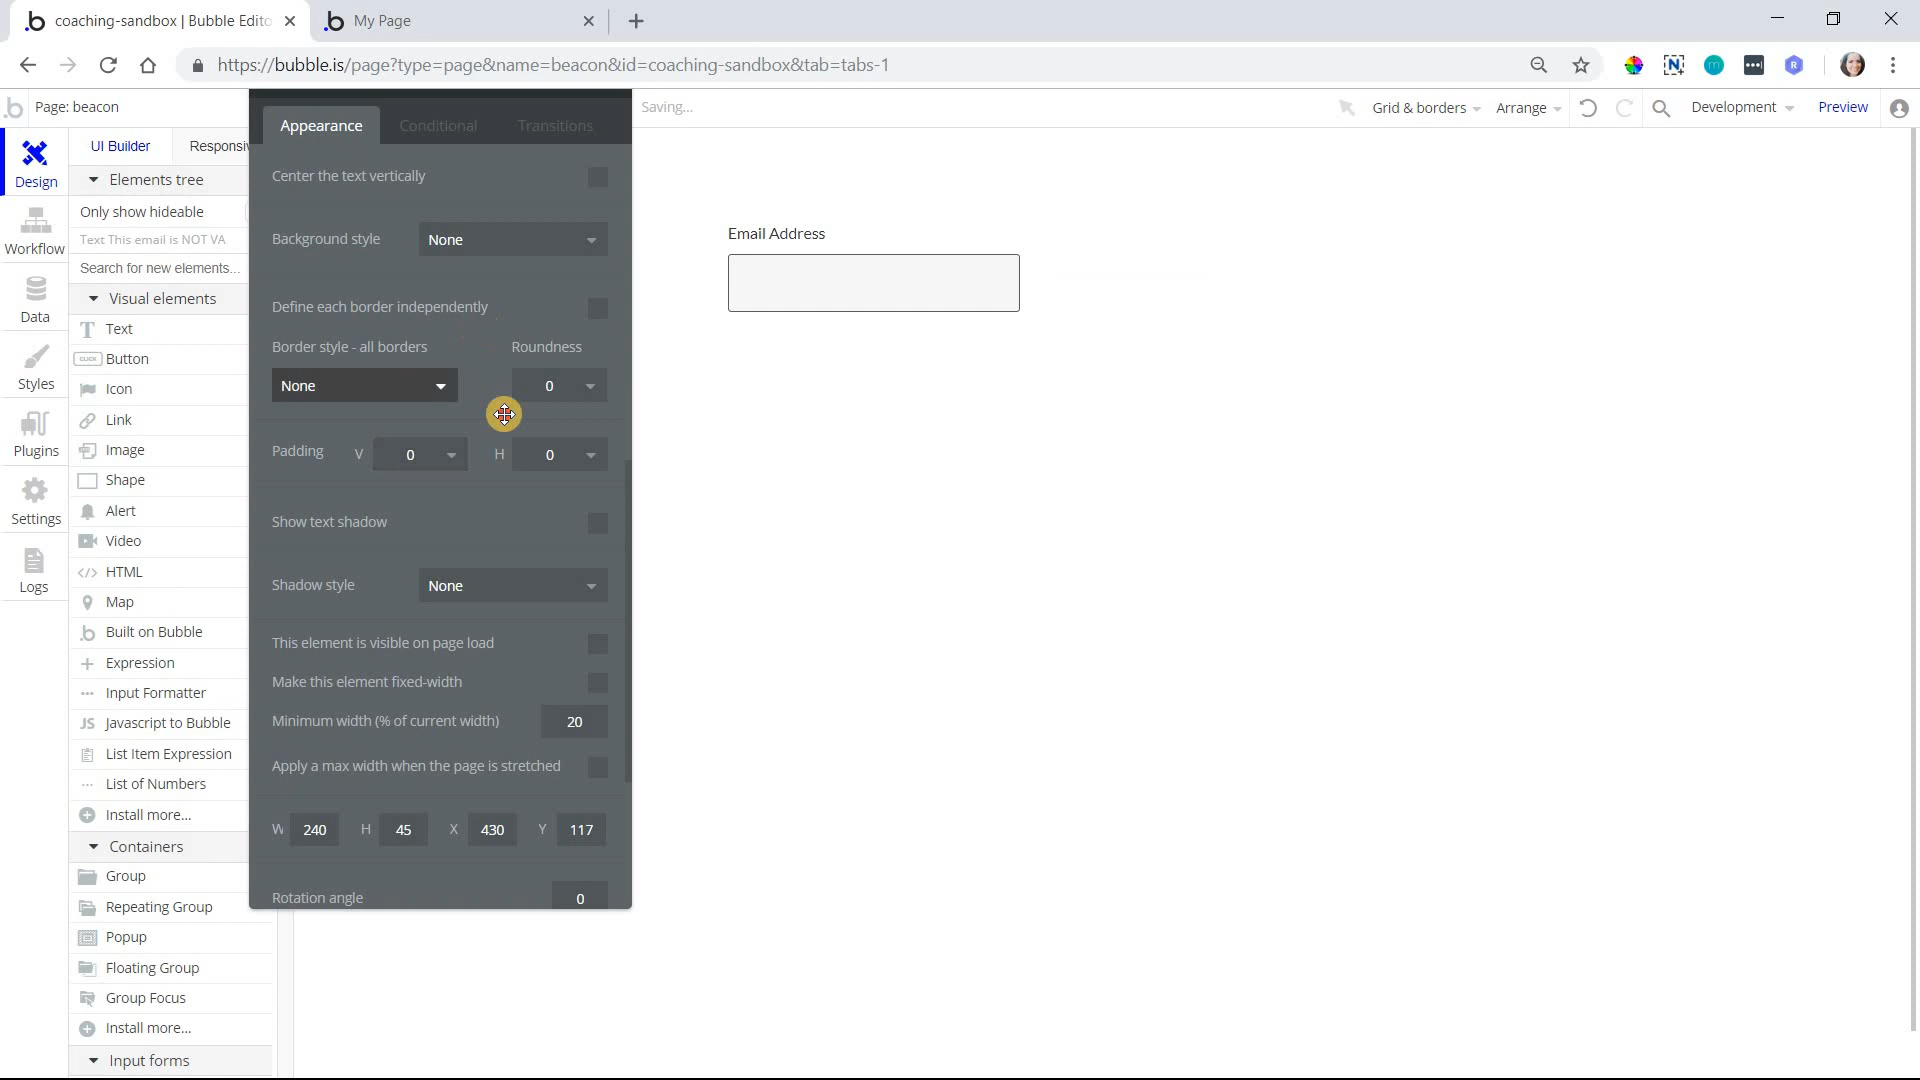 coaching-sandbox | Bubble Edito
My Page
https://bubble.is/page?type=page&name=beacon&id=coaching-sandbox&tab=tabs-1
Page: beacon
Saving...
Grid & borders
Arrange
Development
Preview
UI Builder
Responsiv
Design
Workflow
Data
Styles
Plugins
Settings
Logs
Elements tree
Only show hideable
Text This email is NOT VA
Search for new elements...
Visual elements
Text
CLICK Button
Icon
Link
Image
Shape
Alert
Video
HTML
Map
Built on Bubble
Expression
Input Formatter
JS Javascript to Bubble
List Item Expression
List of Numbers
Install more...
Containers
Group
Repeating Group
Popup
Floating Group
Group Focus
Install more...
Input forms
Appearance
Conditional
Transitions
Center the text vertically
Background style
None
Define each border independently
Border style - all borders
Roundness
None
0
Padding
V
0
H
0
Show text shadow
Shadow style
None
This element is visible on page load
Make this element fixed-width
Minimum width (% of current width)
20
Apply a max width when the page is stretched
W 240
H 45
X 430
Y 117
Rotation angle
0
Email Address